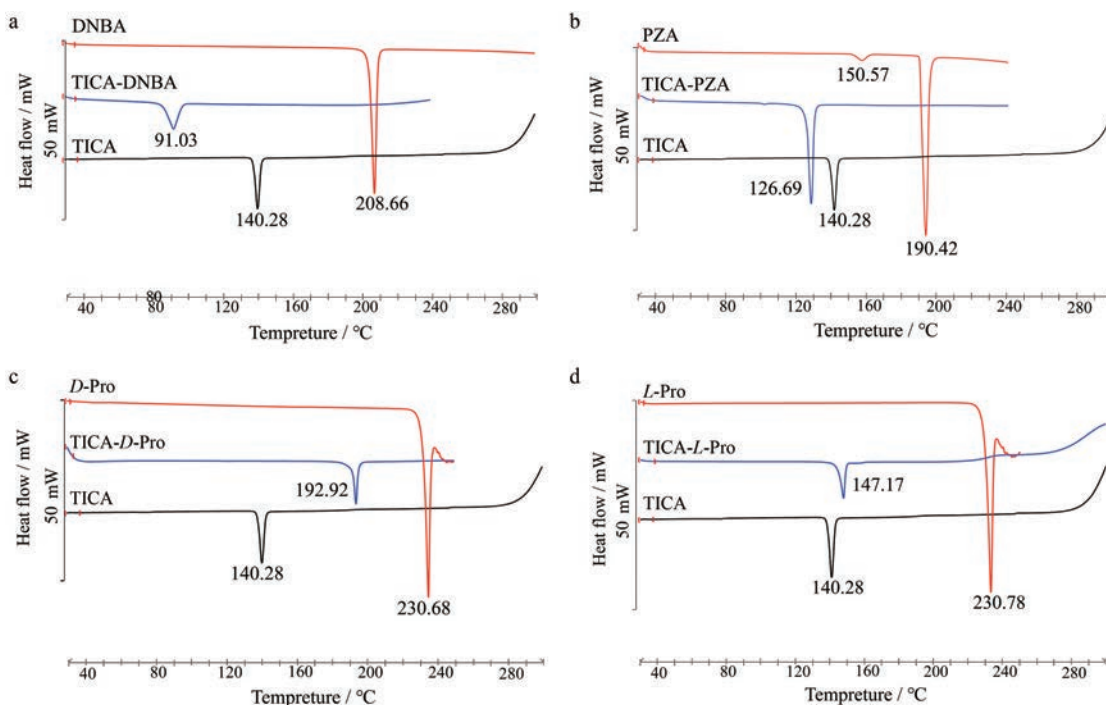 a
DNBA
TICA-DNBA
91.03
TICA
140.28
208.66
Heat flow / mW
50 mW
40 80 120 160 200 240 280
Tempreture / °C
b
PZA
150.57
TICA-PZA
TICA
126.69
140.28
190.42
Heat flow / mW
50 mW
40 80 120 160 200 240 280
Tempreture / °C
c
D-Pro
TICA-D-Pro
192.92
TICA
140.28
230.68
Heat flow / mW
50 mW
40 80 120 160 200 240 280
Tempreture / °C
d
L-Pro
TICA-L-Pro
147.17
TICA
140.28
230.78
Heat flow / mW
50 mW
40 80 120 160 200 240 280
Tempreture / °C